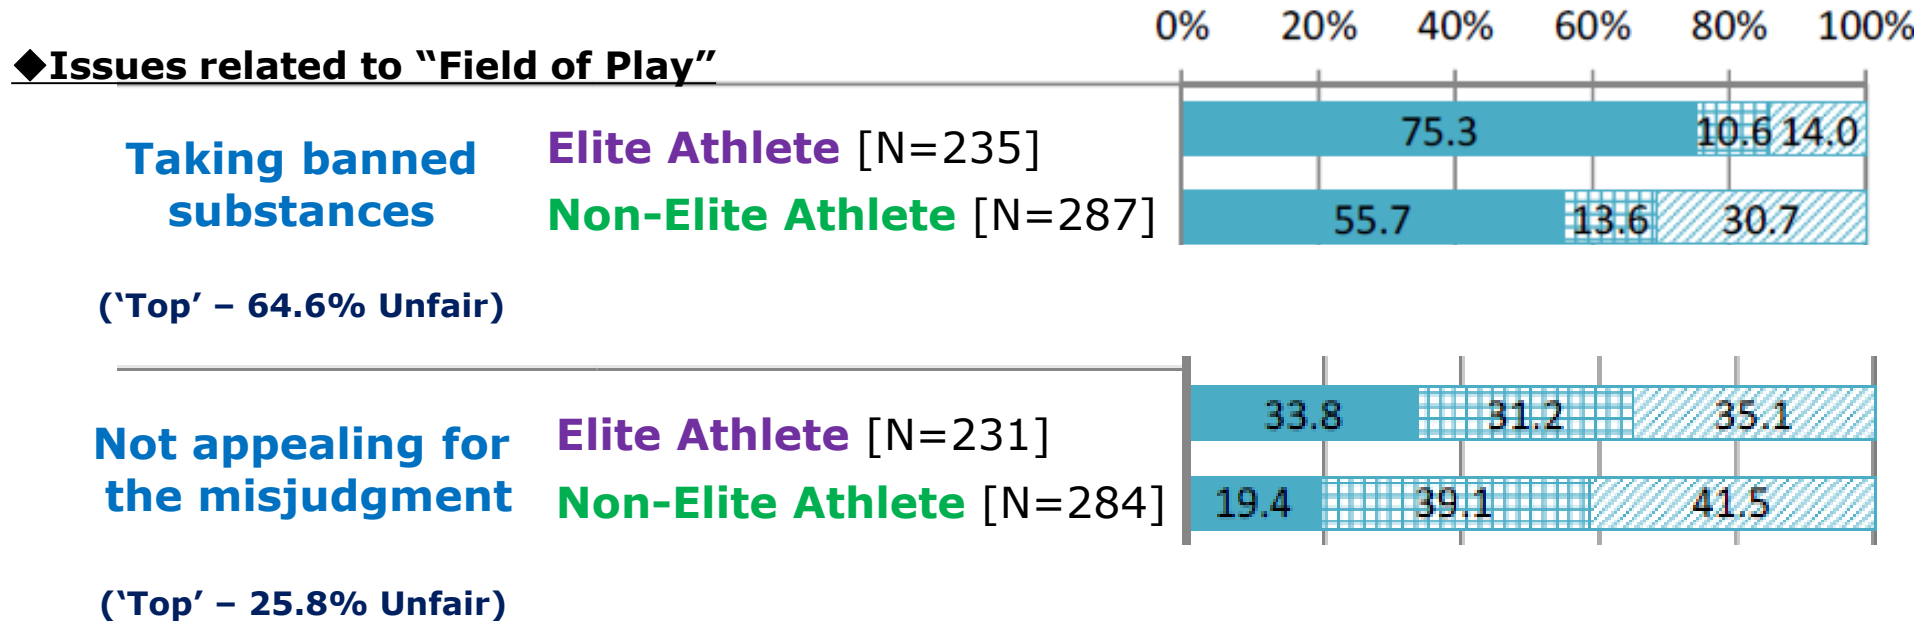 0% 20% 40% 60% 80% 100%
◆Issues related to “Field of Play”
Taking banned
substances
Elite Athlete [N=235]
75.3 10.6 14.0
Non-Elite Athlete [N=287]
55.7 13.6 30.7
(‘Top’ – 64.6% Unfair)
Not appealing for
the misjudgment
Elite Athlete [N=231]
33.8 31.2 35.1
Non-Elite Athlete [N=284]
19.4 39.1 41.5
(‘Top’ – 25.8% Unfair)